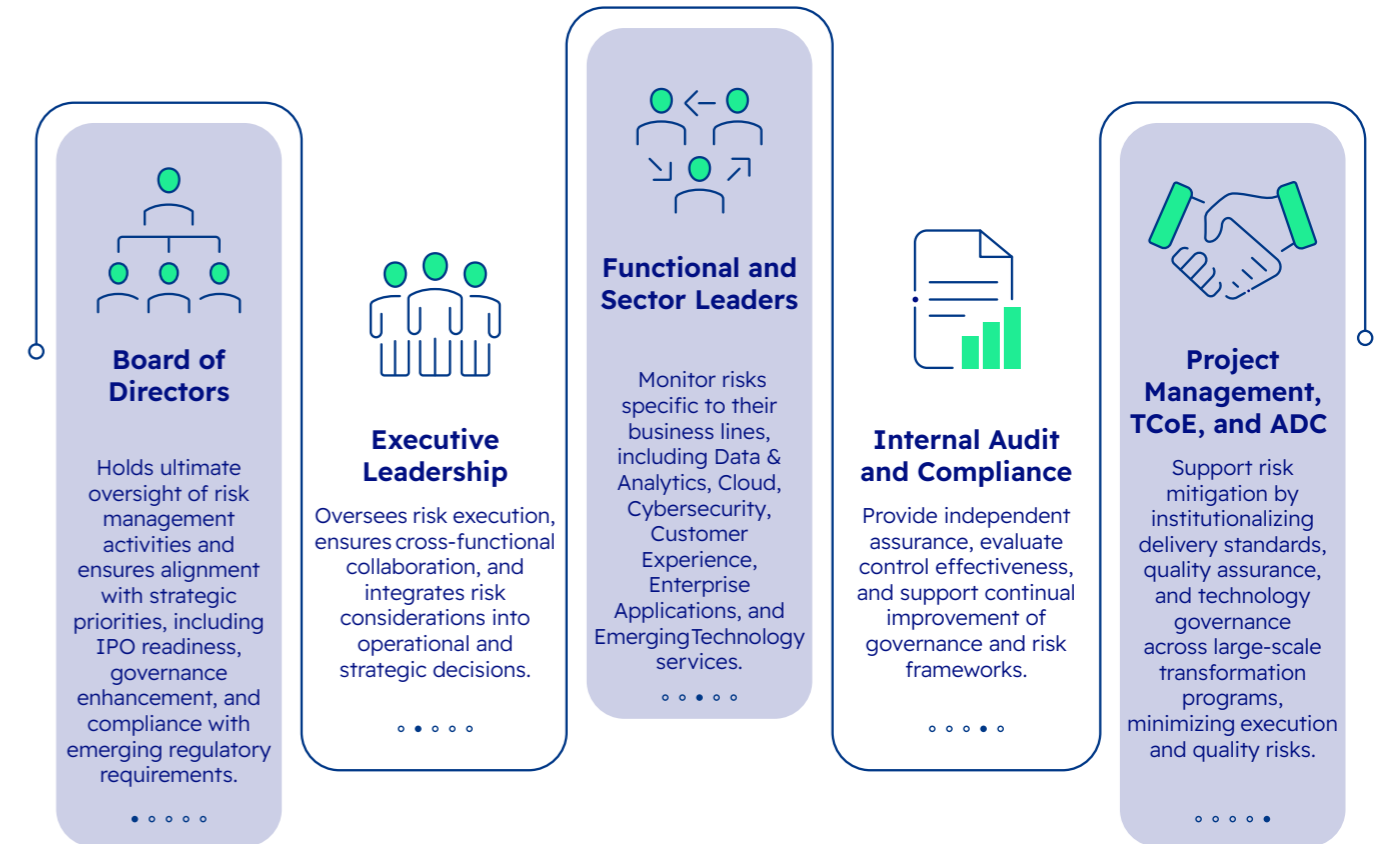 Board of
Directors
Holds ultimate
oversight of risk
management
activities and
ensures alignment
with strategic
priorities, including
IPO readiness,
governance
enhancement, and
compliance with
emerging regulatory
requirements.
Executive
Leadership
Oversees risk execution,
ensures cross-functional
collaboration, and
integrates risk
considerations into
operational and
strategic decisions.
Functional and
Sector Leaders
Monitor risks
specific to their
business lines,
including Data &
Analytics, Cloud,
Cybersecurity,
Customer
Experience,
Enterprise
Applications, and
EmergingTechnology
services.
Internal Audit
and Compliance
Provide independent
assurance, evaluate
control effectiveness,
and support continual
improvement of
governance and risk
frameworks.
Project
Management,
TCoE, and ADC
Support risk
mitigation by
institutionalizing
delivery standards,
quality assurance,
and technology
governance
across large-scale
transformation
programs,
minimizing execution
and quality risks.